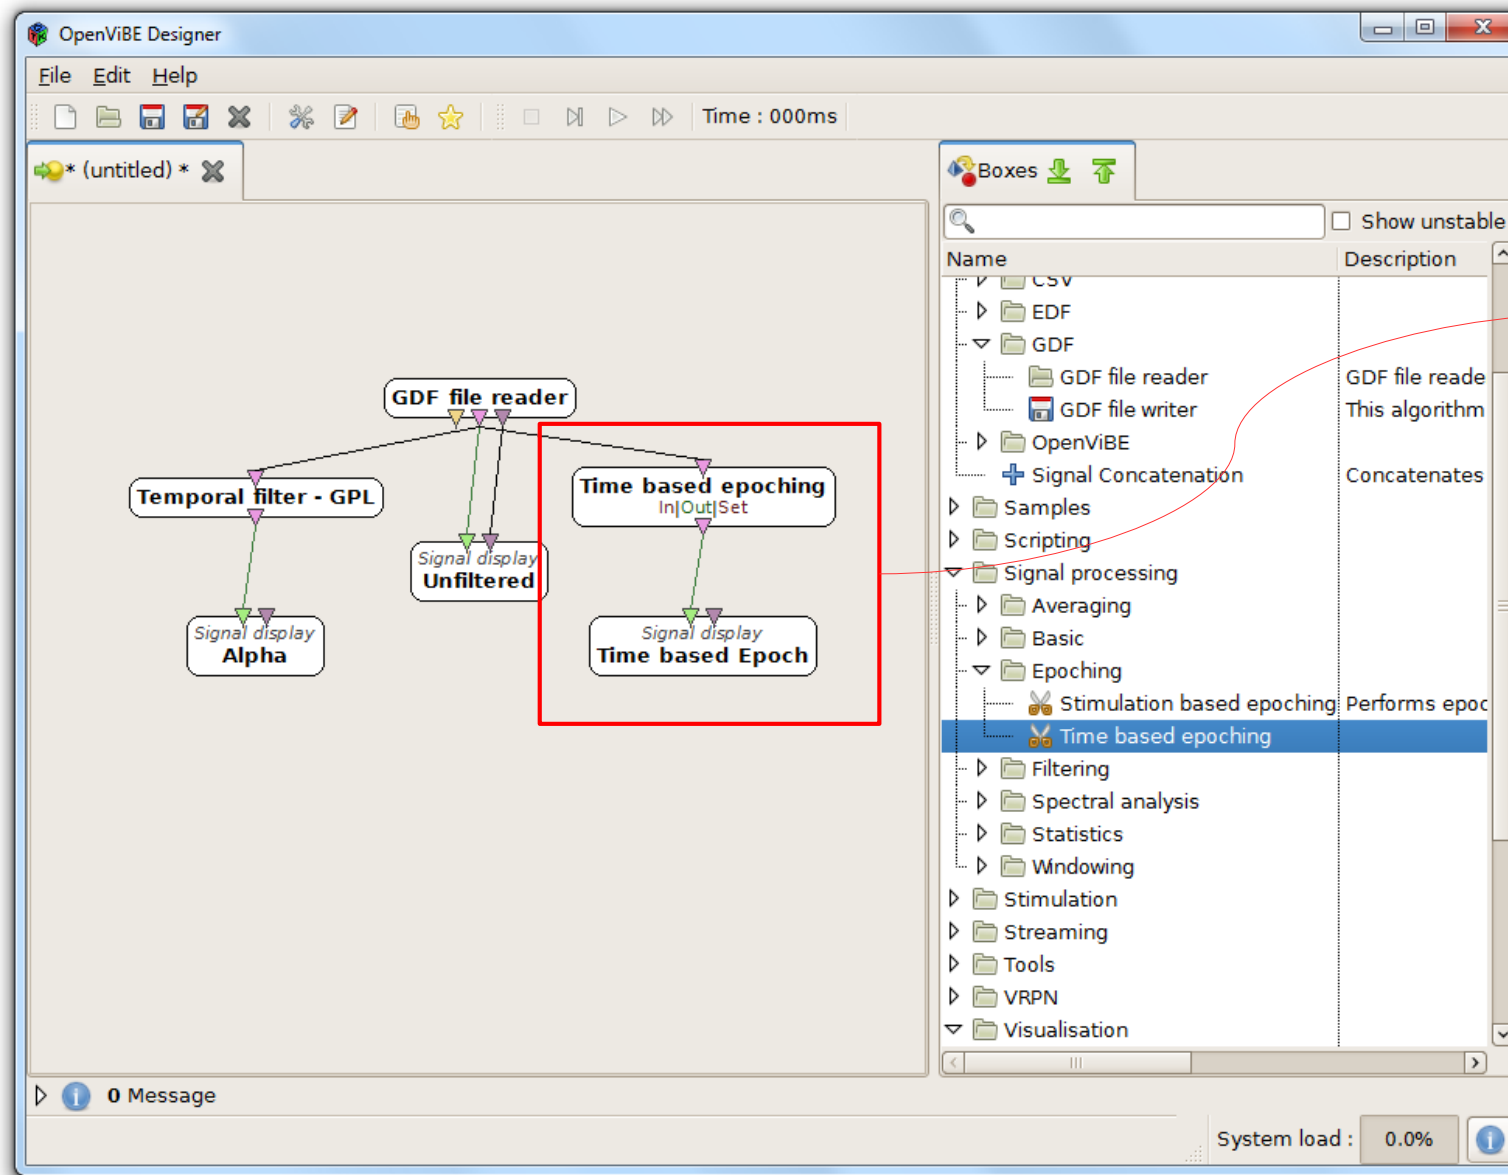 OpenViBE Designer
File Edit Help
Time : 000ms
* (untitled) *
Boxes
Show unstable
Name Description
CSV
EDF
GDF
GDF file reader GDF file reade
GDF file writer This algorithm
OpenViBE
Signal Concatenation Concatenates
Samples
Scripting
Signal processing
Averaging
Basic
Epoching
Stimulation based epoching Performs epoc
Time based epoching
Filtering
Spectral analysis
Statistics
Windowing
Stimulation
Streaming
Tools
VRPN
Visualisation
GDF file reader
Temporal filter - GPL
Time based epoching
In|Out|Set
Signal display
Unfiltered
Signal display
Alpha
Signal display
Time based Epoch
0 Message
System load : 0.0%